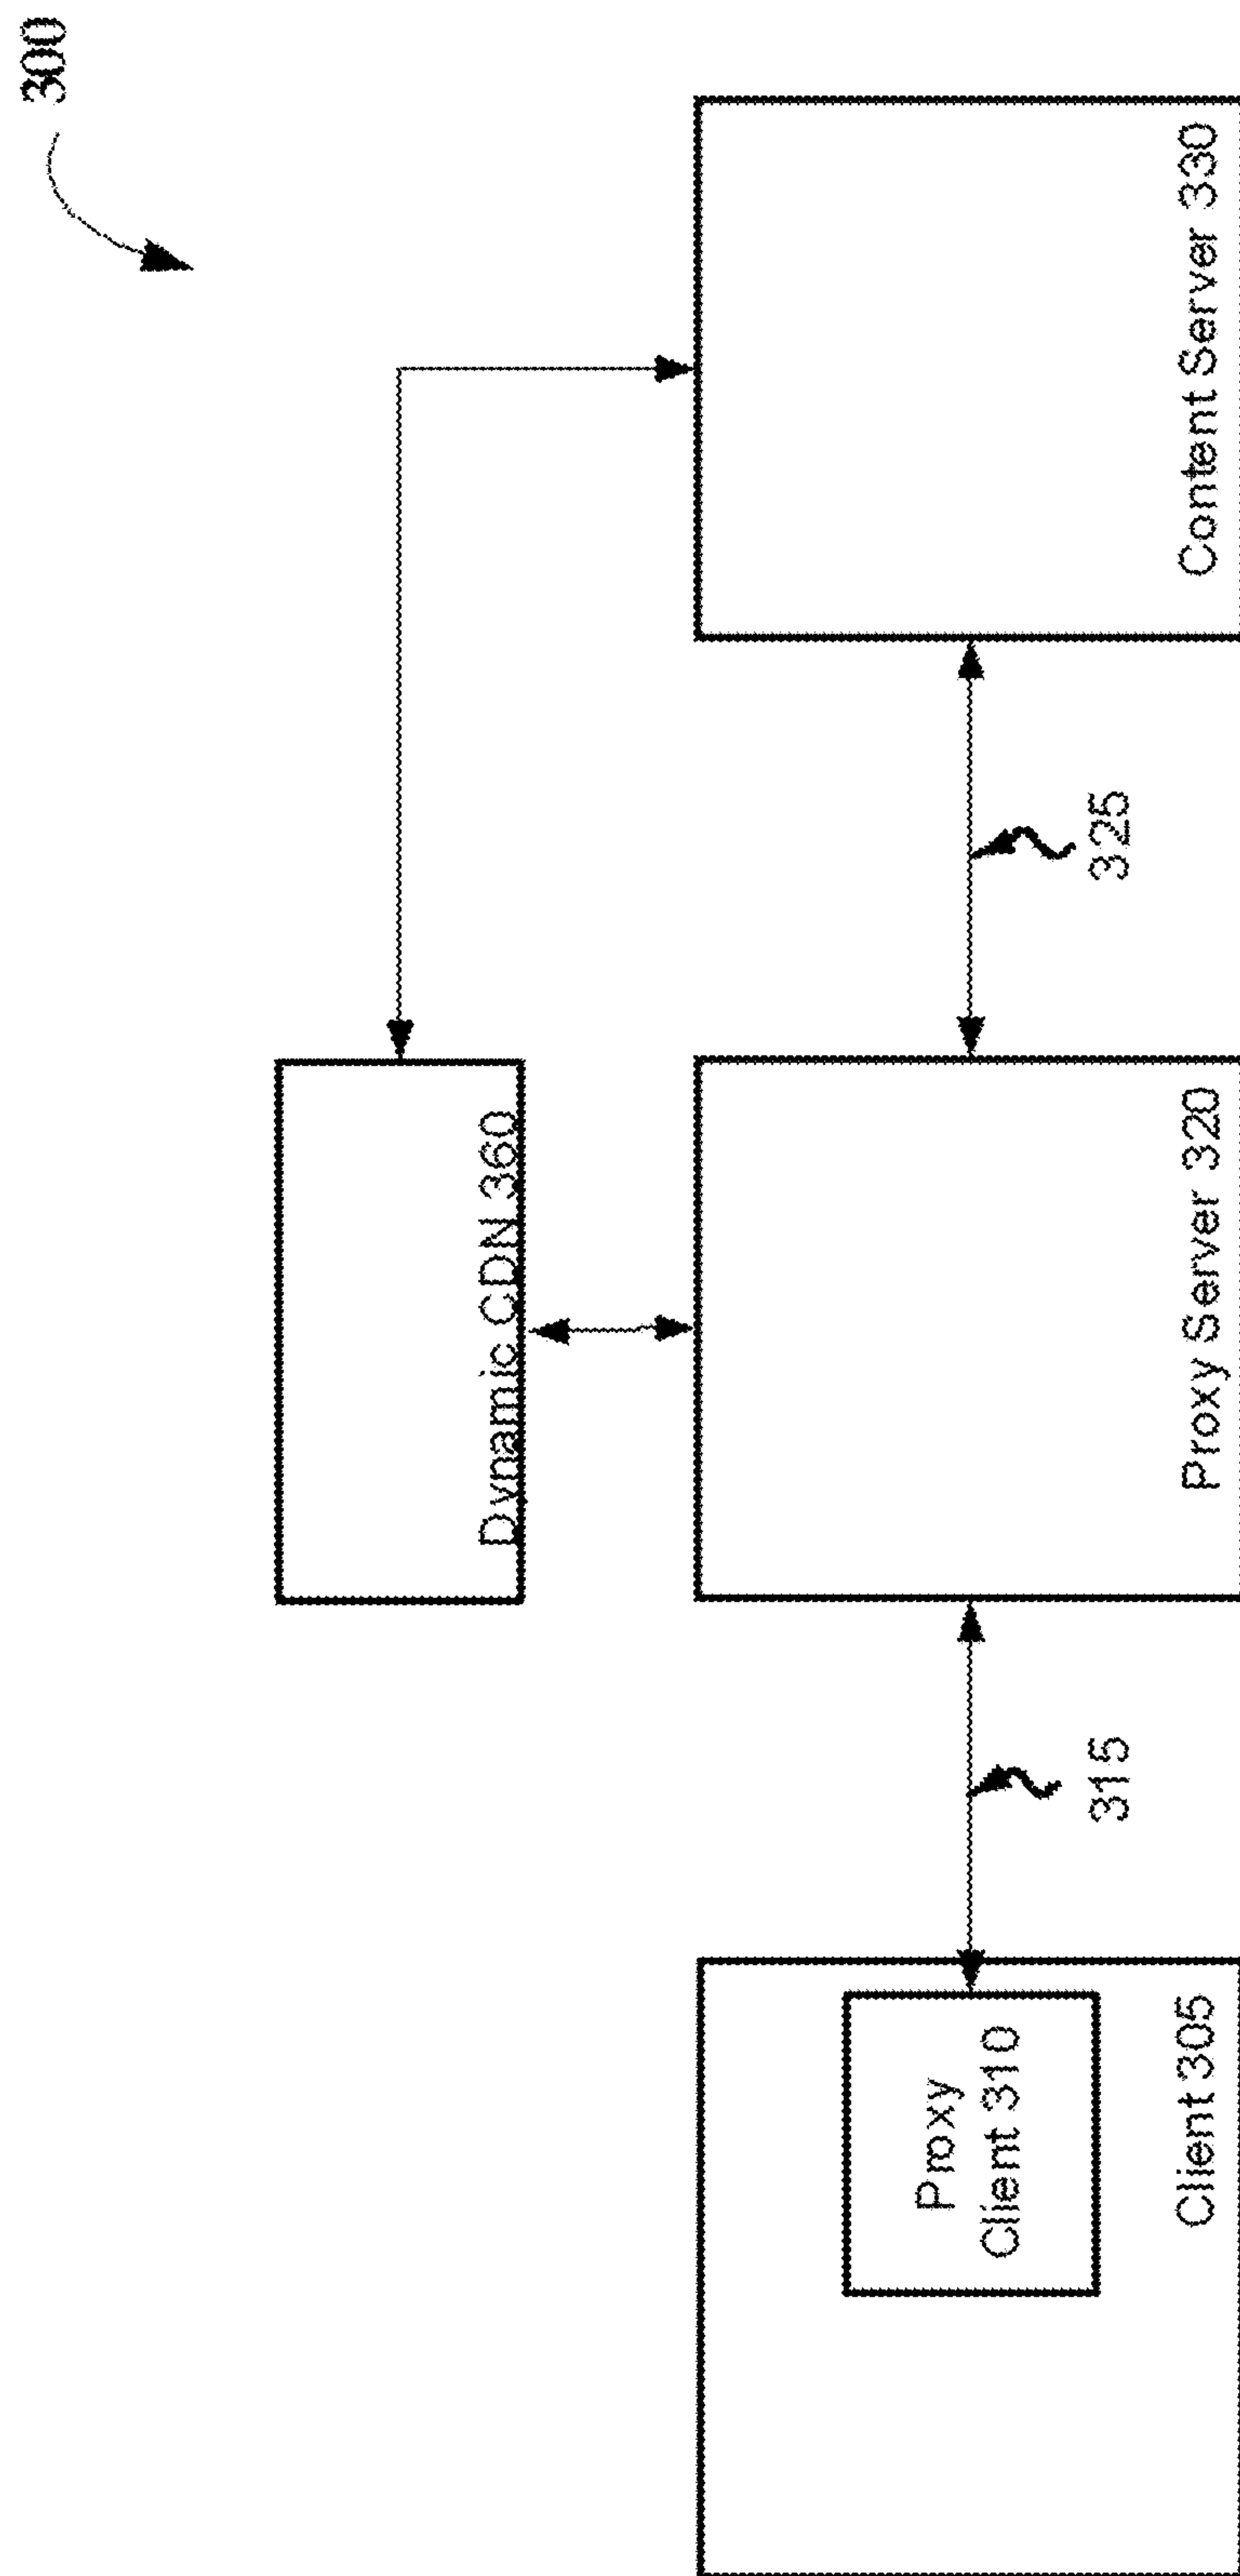 300
Dynamic CDN 360
Proxy
Client 310
315
325
Client 305
Proxy Server 320
Content Server 330